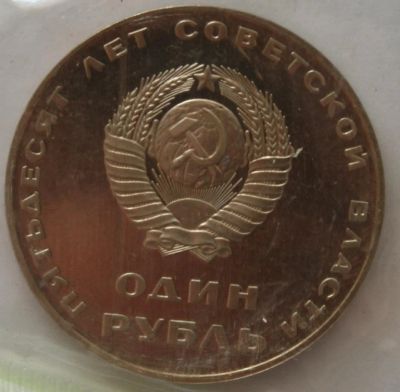 ПЯТЬДЕСЯТ ЛЕТ СОВЕТСКОЙ ВЛАСТИ
ОДИН
РУБЛЬ